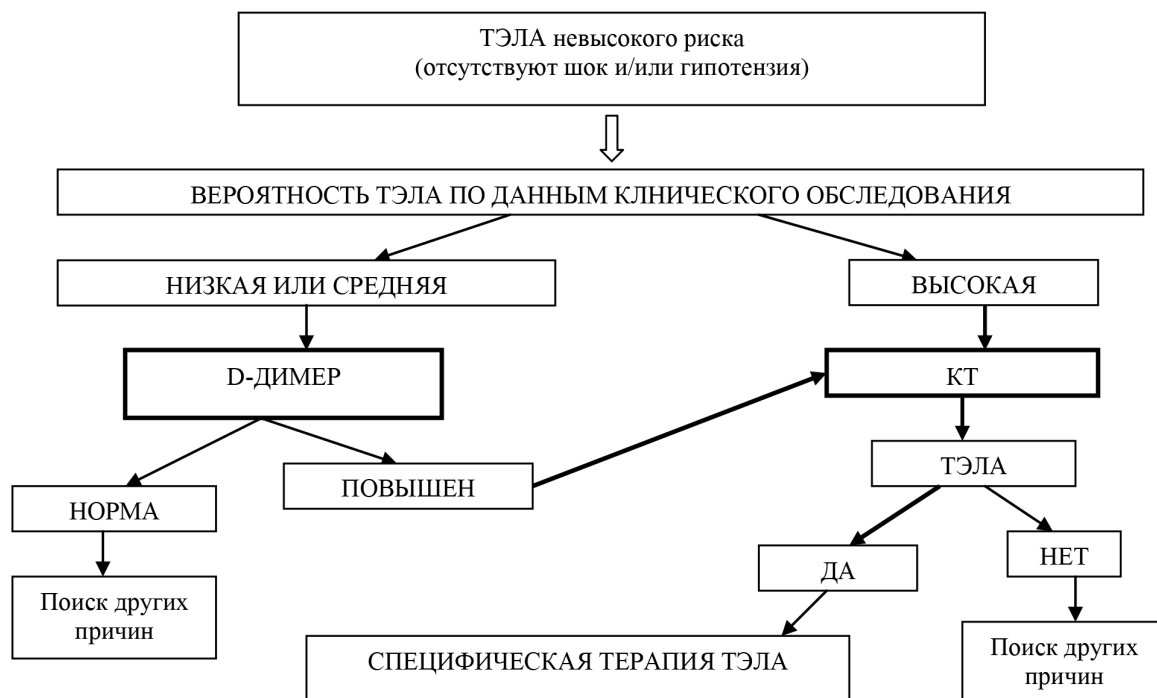 ТЭЛА невысокого риска
(отсутствуют шок и/или гипотензия)
ВЕРОЯТНОСТЬ ТЭЛА ПО ДАННЫМ КЛНИЧЕСКОГО ОБСЛЕДОВАНИЯ
НИЗКАЯ ИЛИ СРЕДНЯЯ
ВЫСОКАЯ
D-ДИМЕР
КТ
НОРМА
ПОВЫШЕН
ТЭЛА
ДА
НЕТ
Поиск других
причин
СПЕЦИФИЧЕСКАЯ ТЕРАПИЯ ТЭЛА
Поиск других
причин